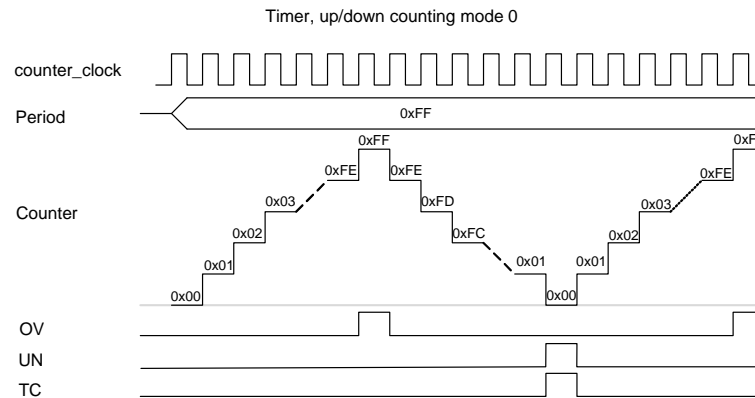 Timer, up/down counting mode 0
counter_clock
Period
0xFF
0xFF
0xF
0xFE
0xFE
0xFE
0x03
0xFD
0x03
Counter
0x02
0xFC
0x02
0x01
0x01
0x01
0x00
0x00
OV
UN
TC